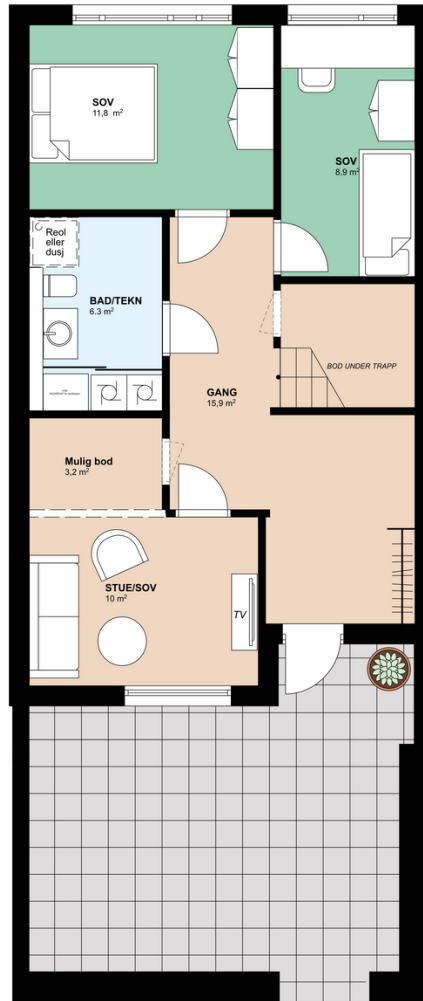 SOV
11,8 m²
SOV
8,9 m²
Reol
eller
dusj
BAD/TEKN
6.3 m²
BOD UNDER TRAPP
GANG
15,9 m²
Mulig bod
3,2 m²
STUE/SOV
10 m²
TV